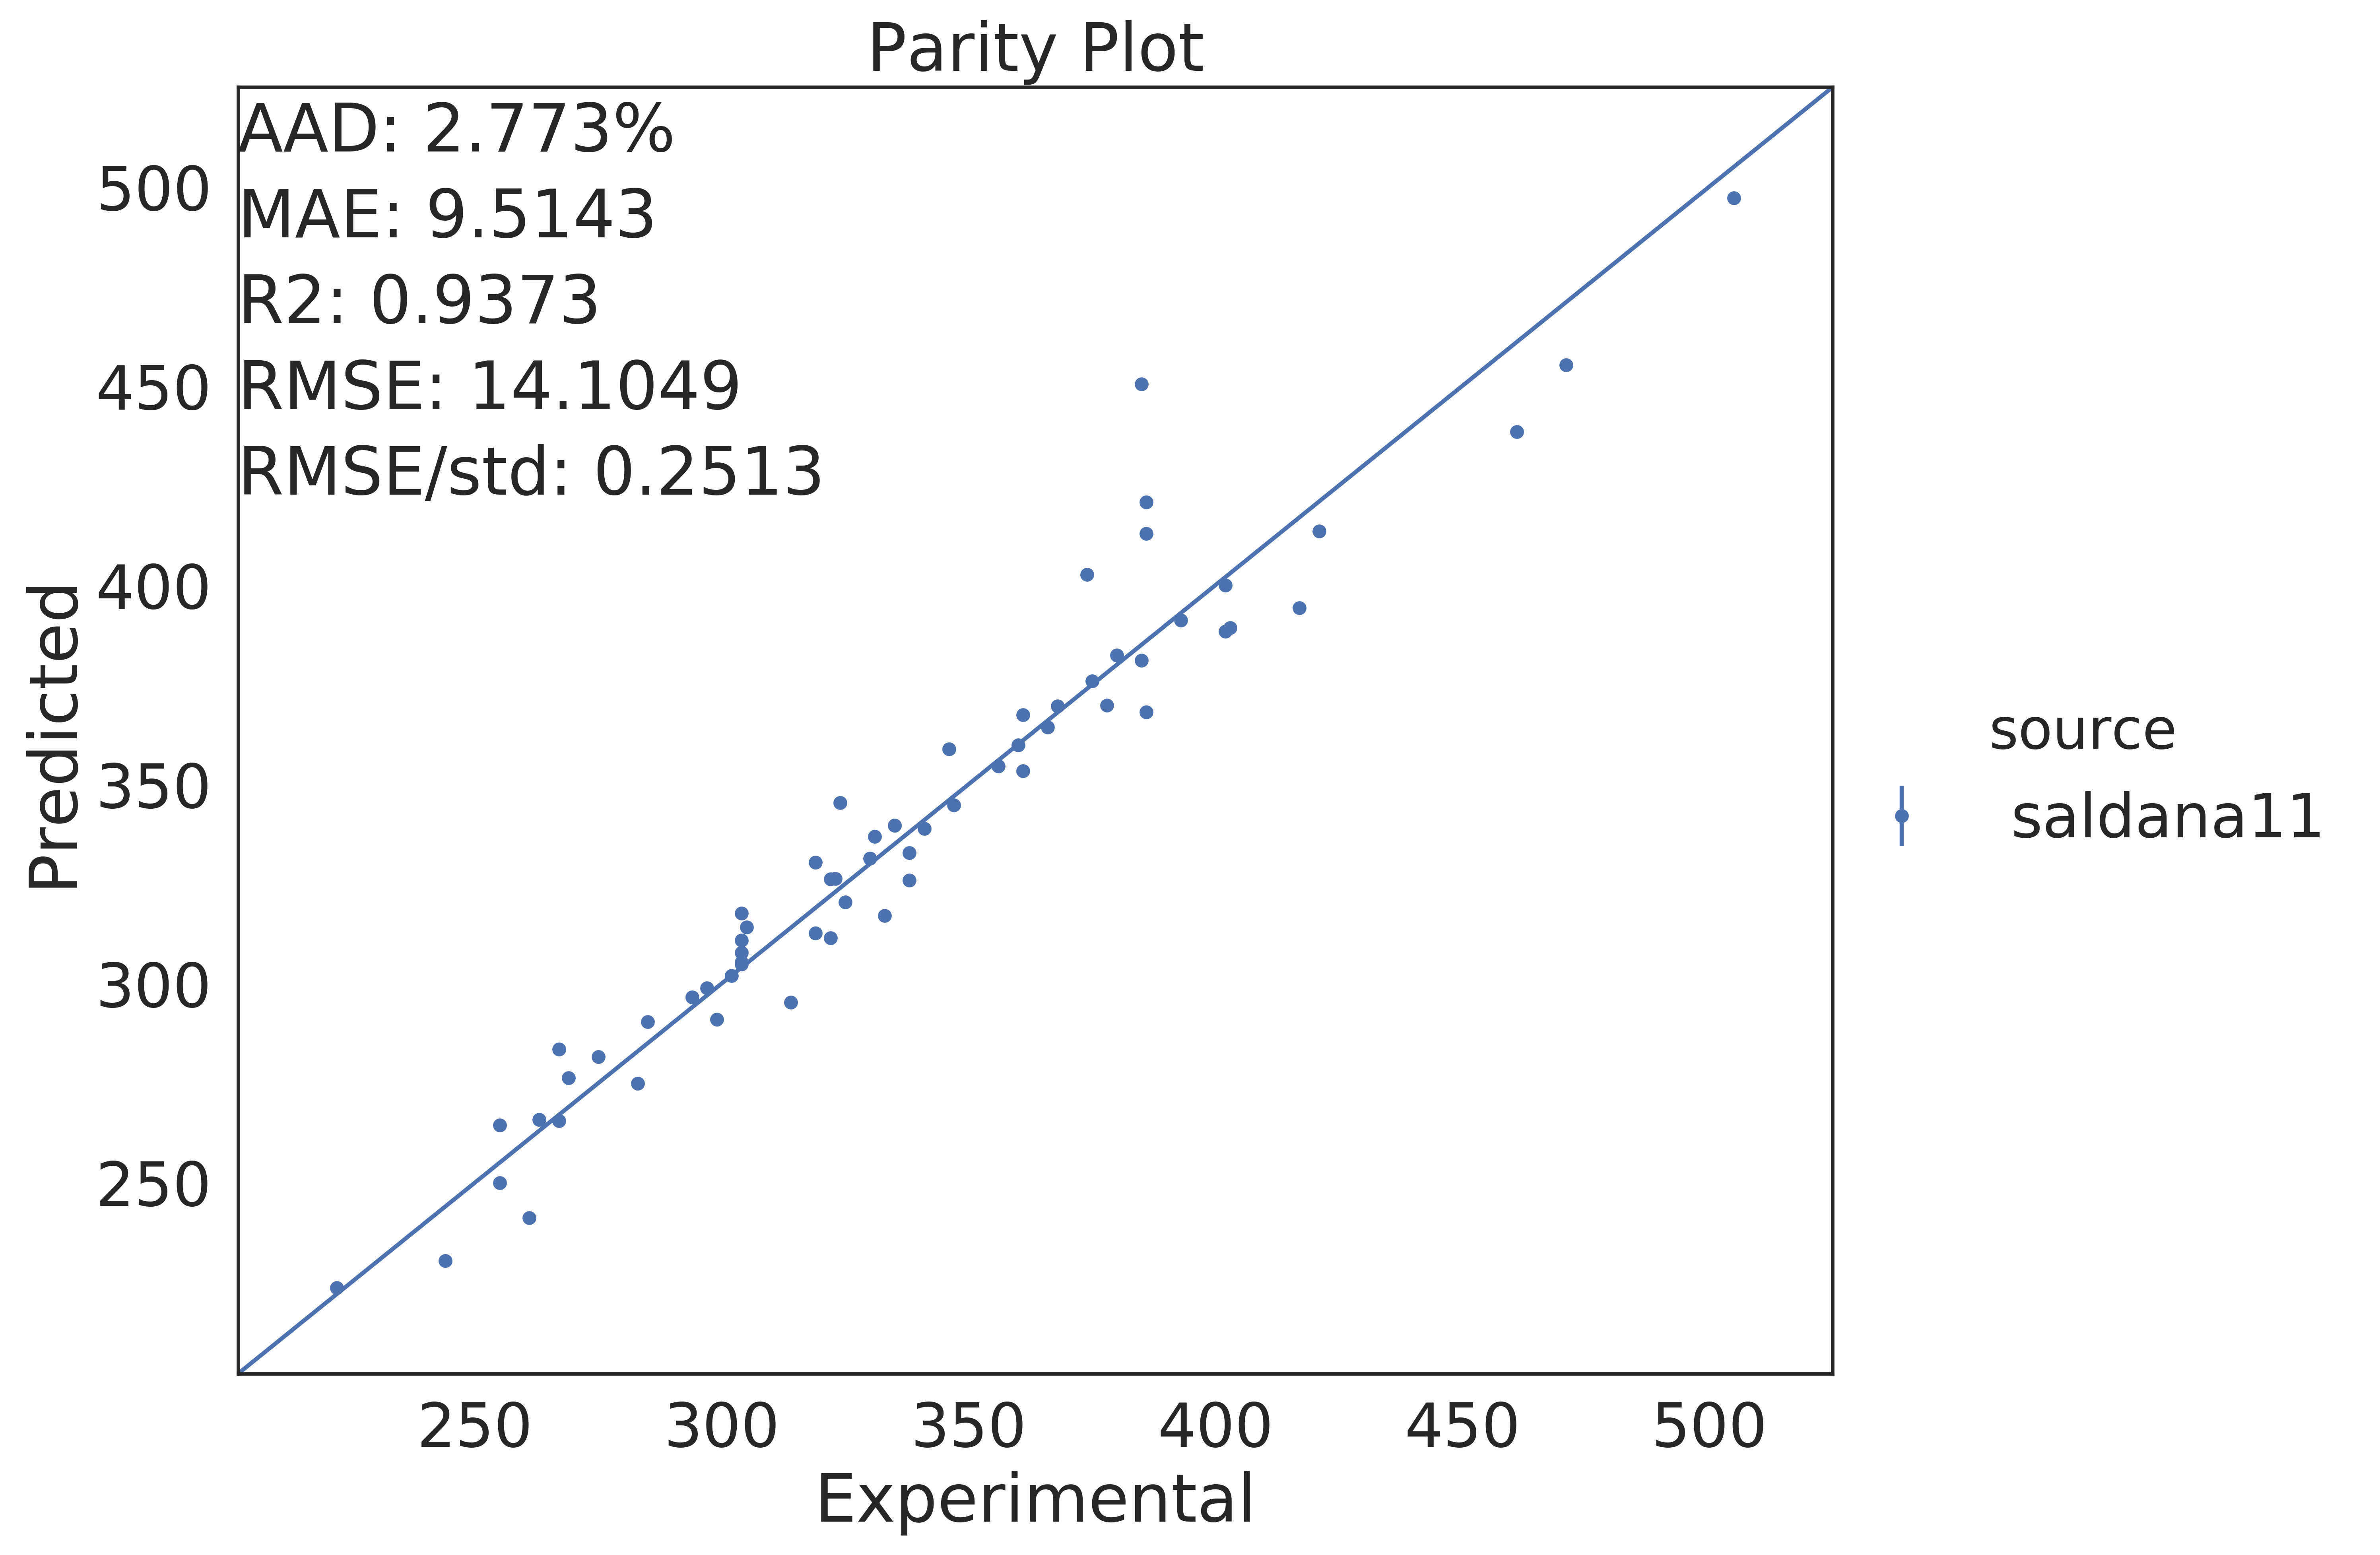 Parity Plot
AAD: 2.773%
MAE: 9.5143
R2: 0.9373
RMSE: 14.1049
RMSE/std: 0.2513
500
450
400
350
300
250
Predicted
250 300 350 400 450 500
Experimental
source
saldana11